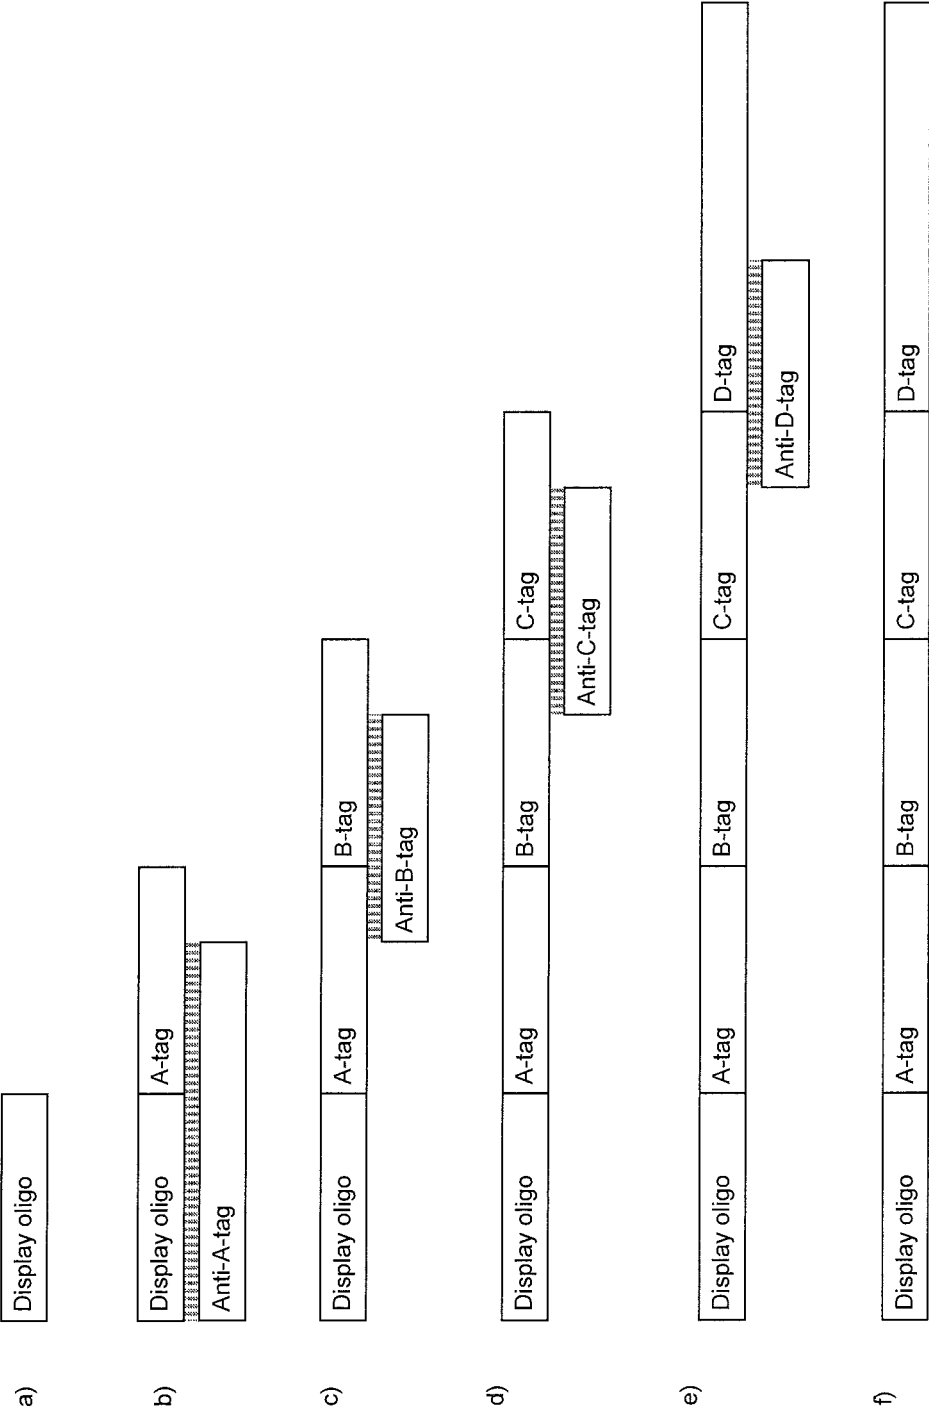 a)
Display oligo
b)
Display oligo A-tag
Anti-A-tag
c)
Display oligo A-tag B-tag
Anti-B-tag
d)
Display oligo A-tag B-tag C-tag
Anti-C-tag
e)
Display oligo A-tag B-tag C-tag D-tag
Anti-D-tag
f)
Display oligo A-tag B-tag C-tag D-tag